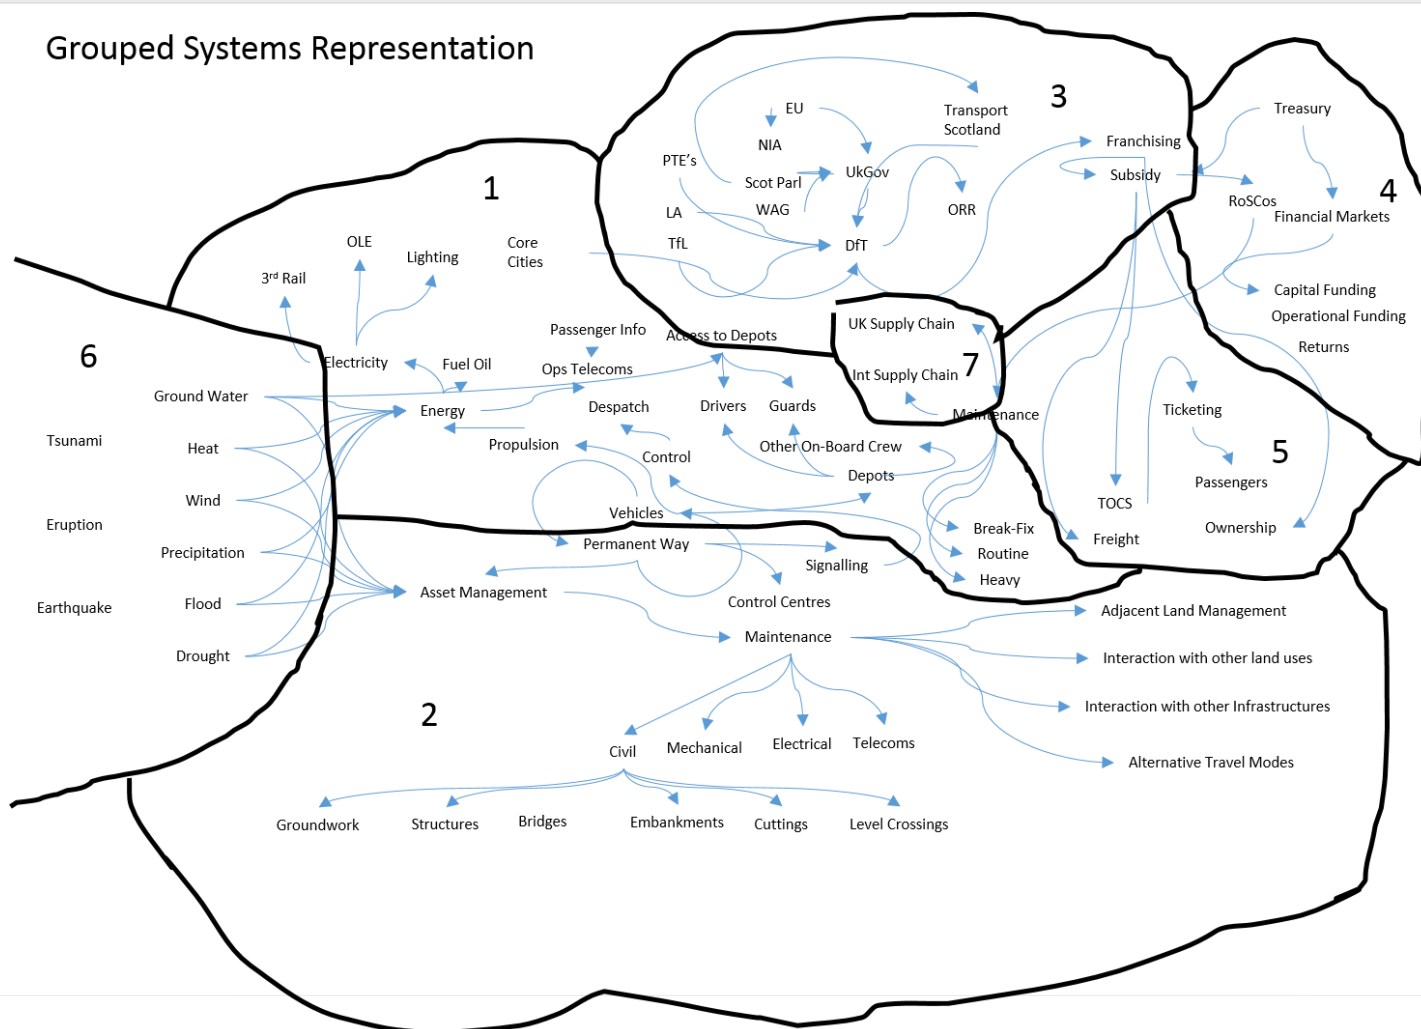 Grouped Systems Representation
1
2
3
4
5
6
7
EU
NIA
PTE's
Scot Parl
WAG
LA
TfL
UkGov
DfT
ORR
Transport
Scotland
Franchising
Subsidy
Treasury
RoSCos
Financial Markets
Capital Funding
Operational Funding
Returns
OLE
Lighting
3rd Rail
Core
Cities
Electricity
Fuel Oil
Energy
Passenger Info
Ops Telecoms
Access to Depots
Despatch
Drivers
Guards
Propulsion
Control
Other On-Board Crew
Depots
Vehicles
UK Supply Chain
Int Supply Chain
Maintenance
Break-Fix
Routine
Heavy
Ticketing
Passengers
TOCS
Ownership
Freight
Ground Water
Tsunami
Heat
Wind
Eruption
Precipitation
Flood
Earthquake
Drought
Permanent Way
Signalling
Asset Management
Control Centres
Maintenance
Adjacent Land Management
Interaction with other land uses
Interaction with other Infrastructures
Alternative Travel Modes
Civil
Mechanical
Electrical
Telecoms
Groundwork
Structures
Bridges
Embankments
Cuttings
Level Crossings